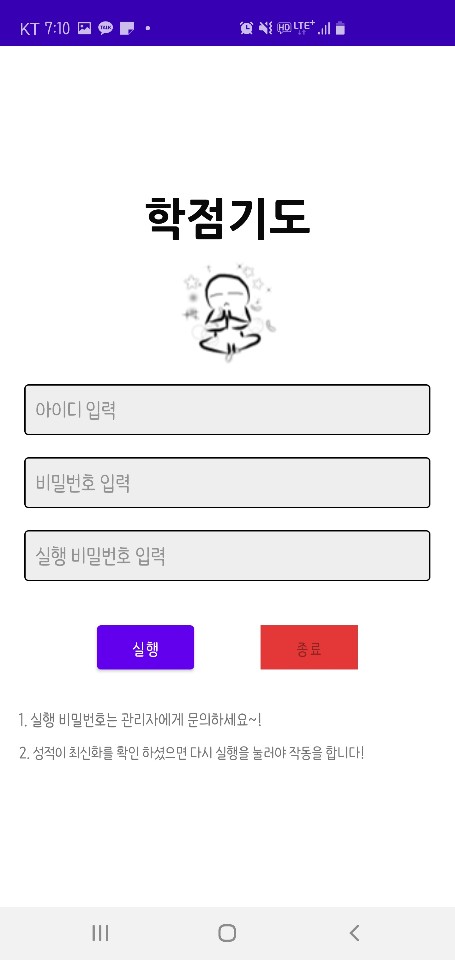 KT 7:10
HD LTE+
학점기도
아이디 입력
비밀번호 입력
실행 비밀번호 입력
실행
종료
1. 실행 비밀번호는 관리자에게 문의하세요~!
2. 성적이 최신화를 확인 하셨으면 다시 실행을 눌러야 작동을 합니다!